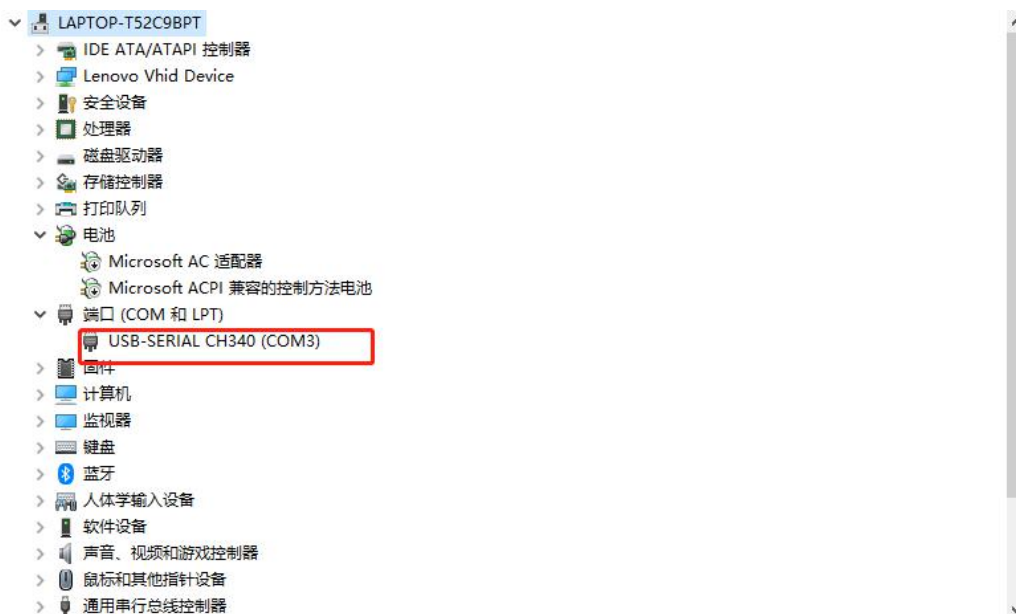 LAPTOP-T52C9BPT
IDE ATA/ATAPI 控制器
Lenovo Vhid Device
安全设备
处理器
磁盘驱动器
存储控制器
打印队列
电池
Microsoft AC 适配器
Microsoft ACPI 兼容的控制方法电池
端口 (COM 和 LPT)
USB-SERIAL CH340 (COM3)
固件
计算机
监视器
键盘
蓝牙
人体学输入设备
软件设备
声音、视频和游戏控制器
鼠标和其他指针设备
通用串行总线控制器